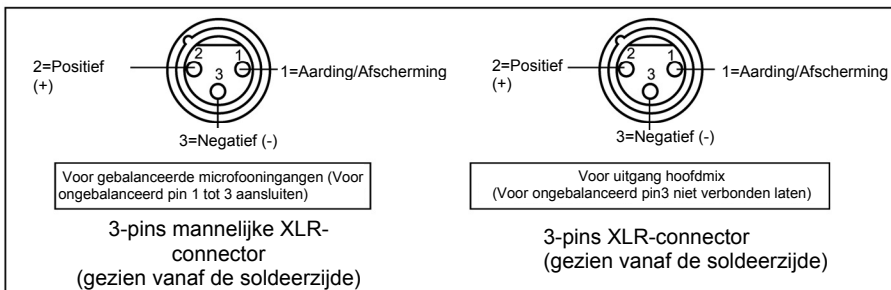 2=Positief
(+)
2
1
3
1=Aarding/Afscherming
3=Negatief (-)
Voor gebalanceerde microfooningangen (Voor
ongebalanceerd pin 1 tot 3 aansluiten)
3-pins mannelijke XLR-
connector
(gezien vanaf de soldeerzijde)
2=Positief
(+)
2
1
3
1=Aarding/Afscherming
3=Negatief (-)
Voor uitgang hoofdmix
(Voor ongebalanceerd pin3 niet verbonden laten)
3-pins XLR-connector
(gezien vanaf de soldeerzijde)